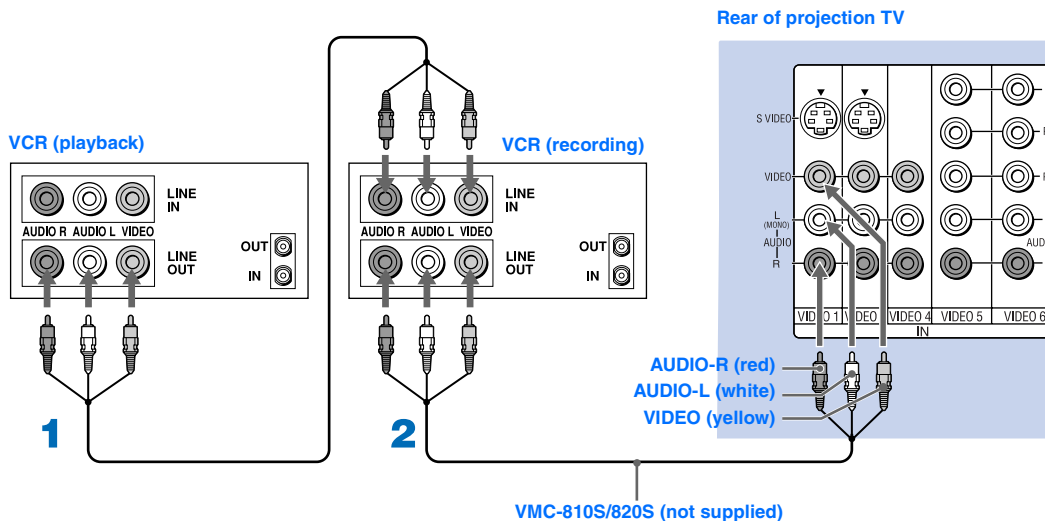 Rear of projection TV
VCR (playback)
VCR (recording)
LINE
IN
AUDIO R AUDIO L VIDEO
LINE
OUT
OUT
IN
LINE
IN
AUDIO R AUDIO L VIDEO
LINE
OUT
OUT
IN
S VIDEO
VIDEO
L
(MONO)
AUDIO
R
VIDEO 1
VIDEO
VIDEO 4
VIDEO 5
VIDEO 6
IN
AUD
AUDIO-R (red)
AUDIO-L (white)
VIDEO (yellow)
1
2
VMC-810S/820S (not supplied)